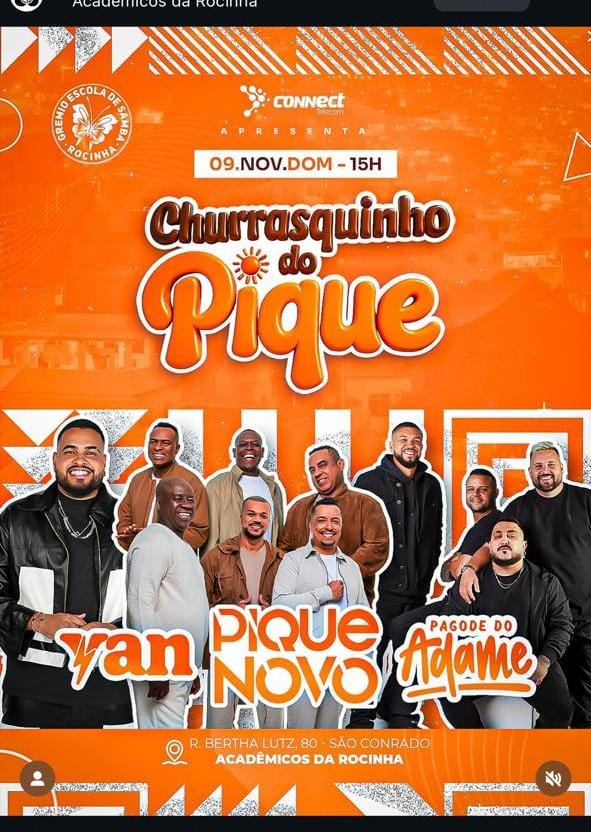 Acadêmicos da Rocinha
GREMIO ESCOLA DE SAMBA
ROCINHA
connect
Telecom
APRESENTA
09.NOV.DOM - 15H
Churrasquinho
do
Pique
yan
PIQUE
NOVO
PAGODE DO
Adame
R. BERTHA LUTZ, 80 - SÃO CONRADO
ACADÊMICOS DA ROCINHA